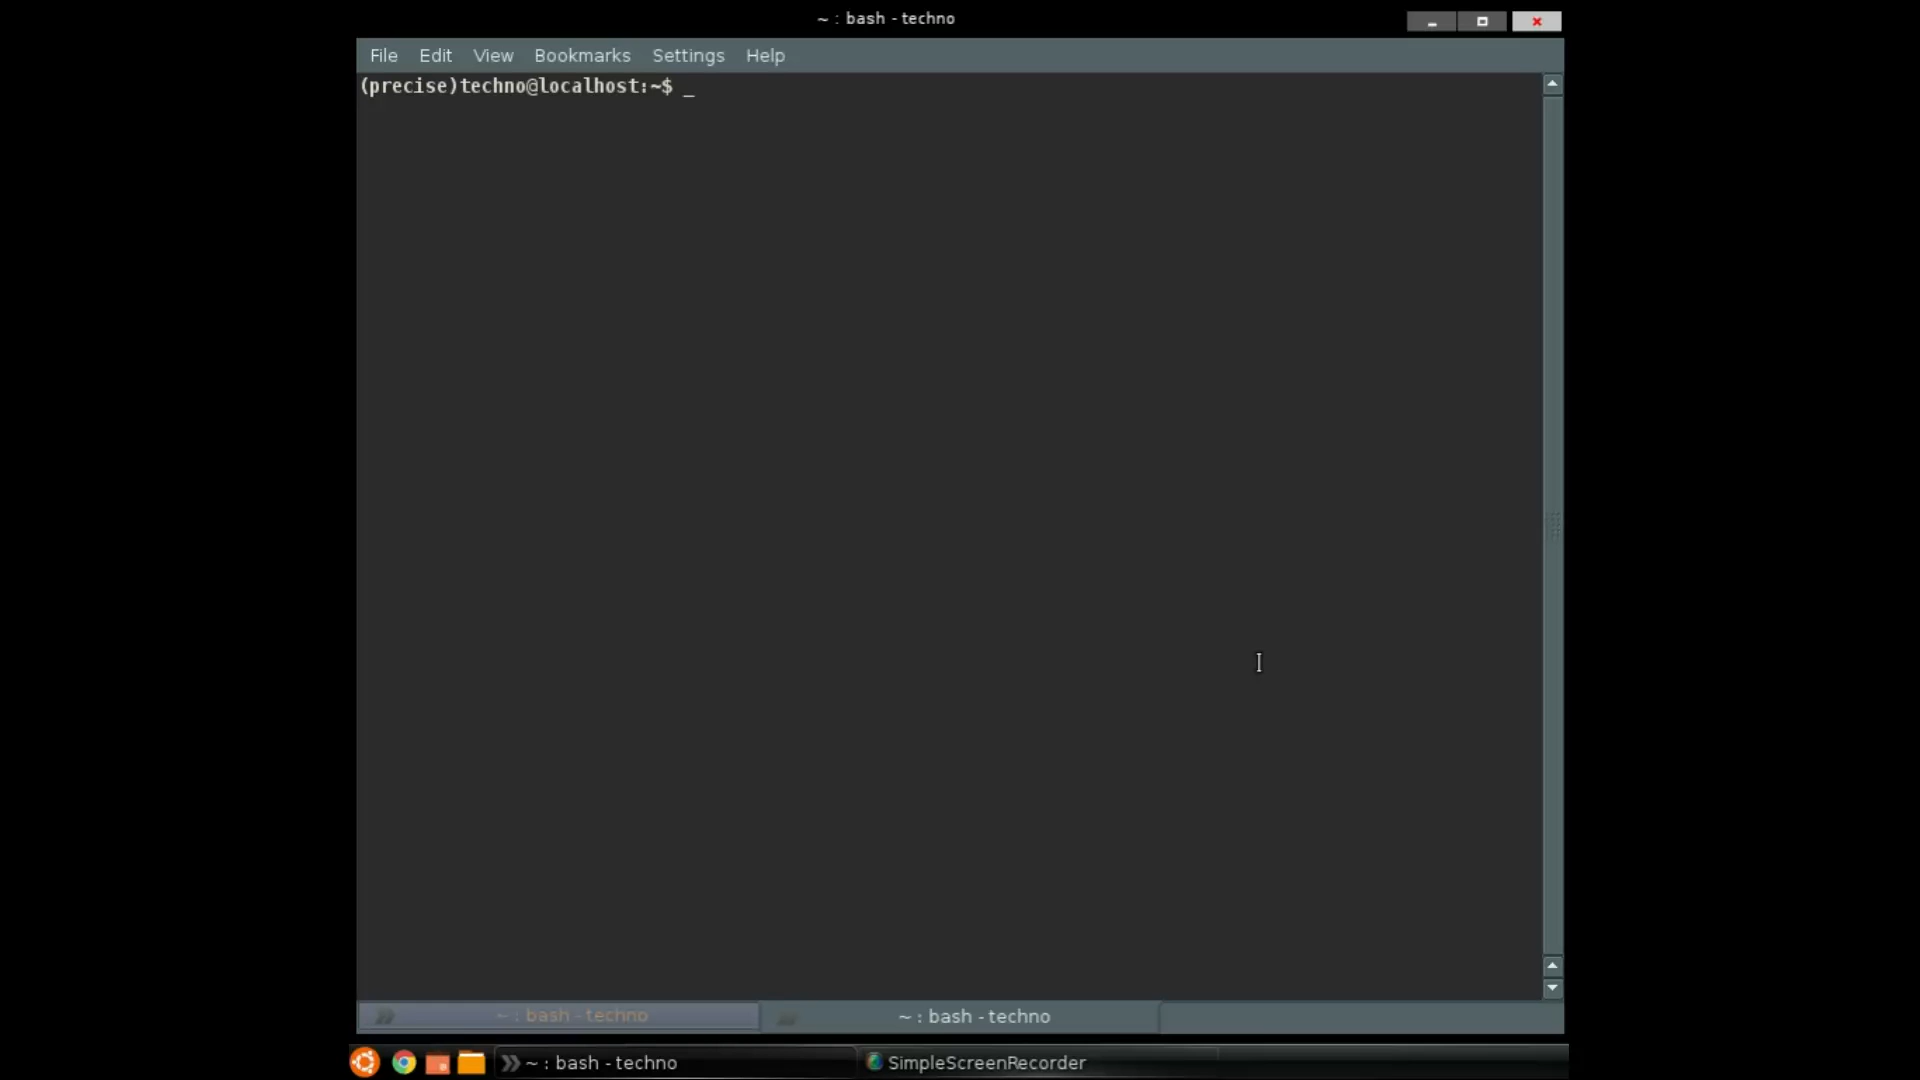 ~ : bash - techno
File Edit View Bookmarks Settings Help
(precise)techno@localhost:~$ _
~ : bash - techno
~ : bash - techno
~ : bash - techno
SimpleScreenRecorder